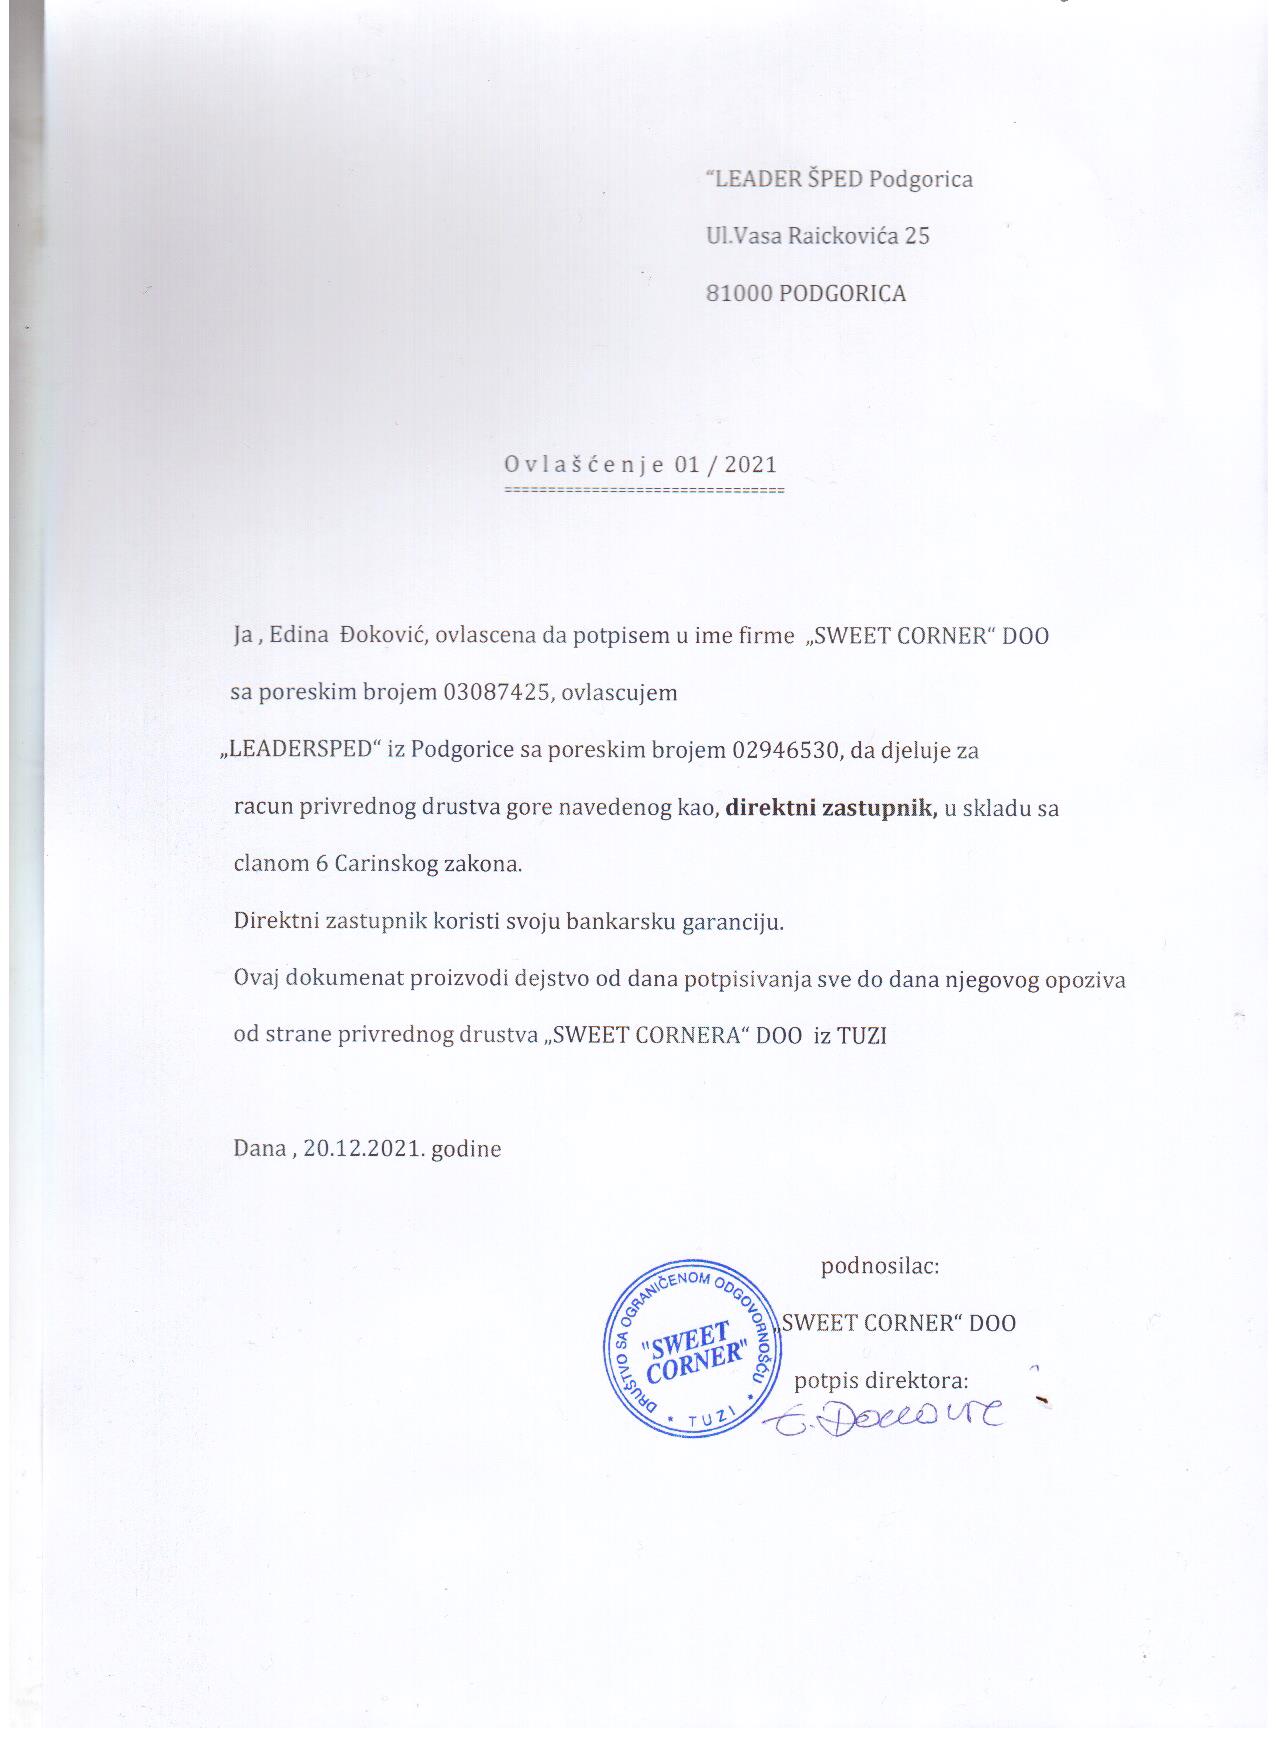 “LEADER ŠPED Podgorica
Ul.Vasa Raickovića 25
81000 PODGORICA
O v l a š ć e n j e 01 / 2021
================================
Ja , Edina Đoković, ovlascena da potpisem u ime firme „SWEET CORNER“ DOO
sa poreskim brojem 03087425, ovlascujem
„LEADERSPED“ iz Podgorice sa poreskim brojem 02946530, da djeluje za
racun privrednog drustva gore navedenog kao, direktni zastupnik, u skladu sa
clanom 6 Carinskog zakona.
Direktni zastupnik koristi svoju bankarsku garanciju.
Ovaj dokumenat proizvodi dejstvo od dana potpisivanja sve do dana njegovog opoziva
od strane privrednog drustva „SWEET CORNERA“ DOO iz TUZI
Dana , 20.12.2021. godine
podnosilac:
„SWEET CORNER“ DOO
potpis direktora:
DRUŠTVO SA OGRANIČENOM ODGOVORNOŠĆU
"SWEET
CORNER"
* TUZI *